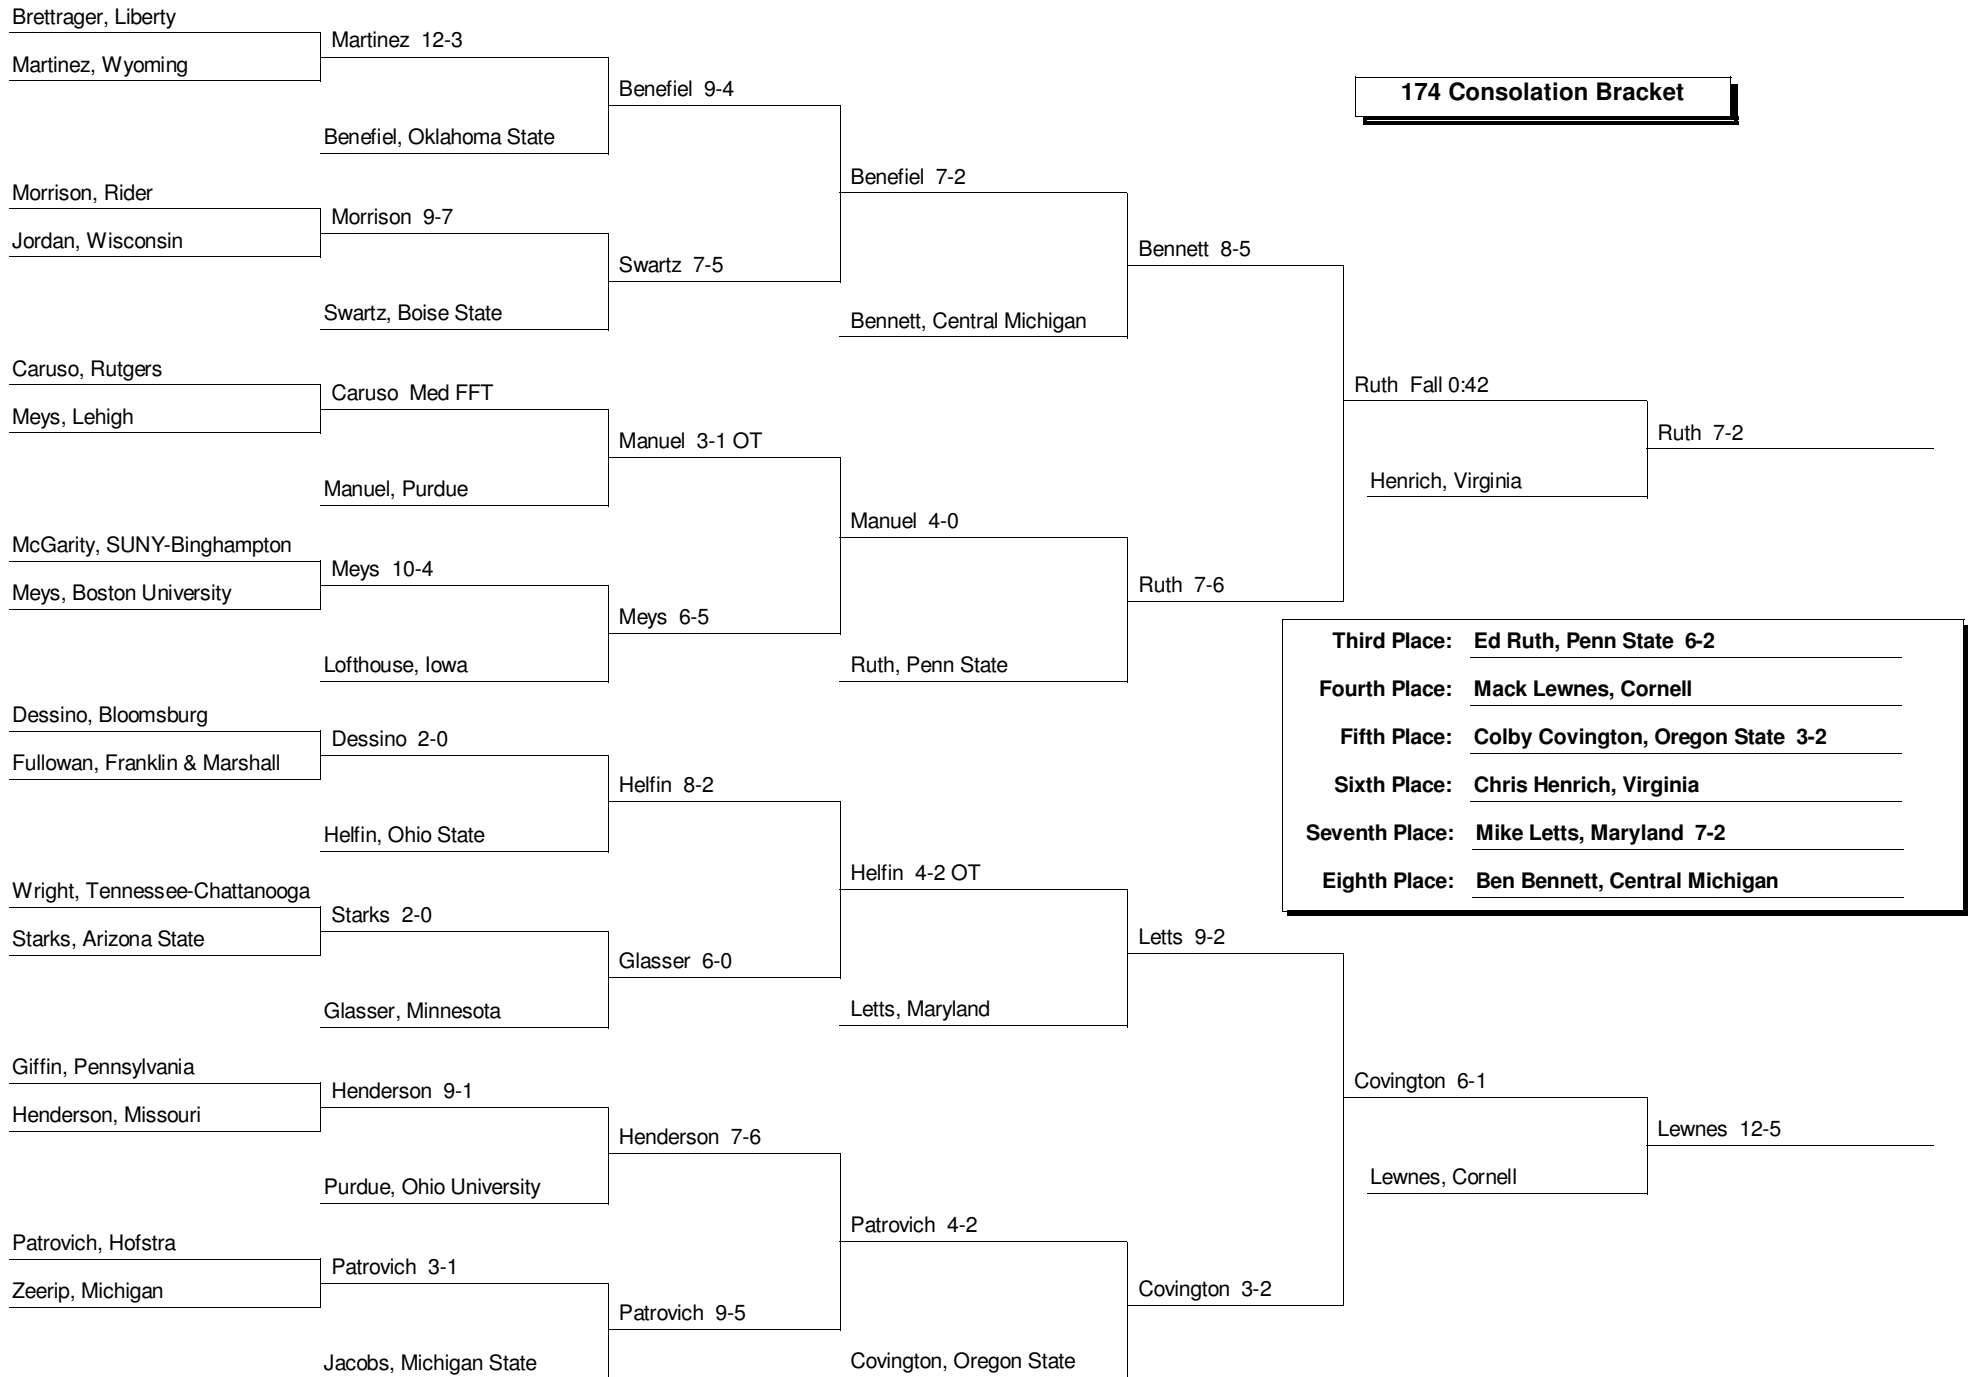 Brettrager, Liberty
Martinez 12-3
Martinez, Wyoming
Benefiel 9-4
174 Consolation Bracket
Benefiel, Oklahoma State
Benefiel 7-2
Morrison, Rider
Morrison 9-7
Jordan, Wisconsin
Bennett 8-5
Swartz 7-5
Swartz, Boise State
Bennett, Central Michigan
Caruso, Rutgers
Ruth Fall 0:42
Caruso Med FFT
Meys, Lehigh
Ruth 7-2
Manuel 3-1 OT
Henrich, Virginia
Manuel, Purdue
Manuel 4-0
McGarity, SUNY-Binghampton
Meys 10-4
Ruth 7-6
Meys, Boston University
Meys 6-5
Lofthouse, Iowa
Ruth, Penn State
Third Place: Ed Ruth, Penn State 6-2
Fourth Place: Mack Lewnes, Cornell
Fifth Place: Colby Covington, Oregon State 3-2
Sixth Place: Chris Henrich, Virginia
Seventh Place: Mike Letts, Maryland 7-2
Eighth Place: Ben Bennett, Central Michigan
Dessino, Bloomsburg
Dessino 2-0
Fullowan, Franklin & Marshall
Helfin 8-2
Helfin, Ohio State
Helfin 4-2 OT
Wright, Tennessee-Chattanooga
Starks 2-0
Starks, Arizona State
Letts 9-2
Glasser 6-0
Glasser, Minnesota
Letts, Maryland
Giffin, Pennsylvania
Covington 6-1
Henderson 9-1
Henderson, Missouri
Lewnes 12-5
Henderson 7-6
Lewnes, Cornell
Purdue, Ohio University
Patrovich 4-2
Patrovich, Hofstra
Patrovich 3-1
Zeerip, Michigan
Covington 3-2
Patrovich 9-5
Jacobs, Michigan State
Covington, Oregon State